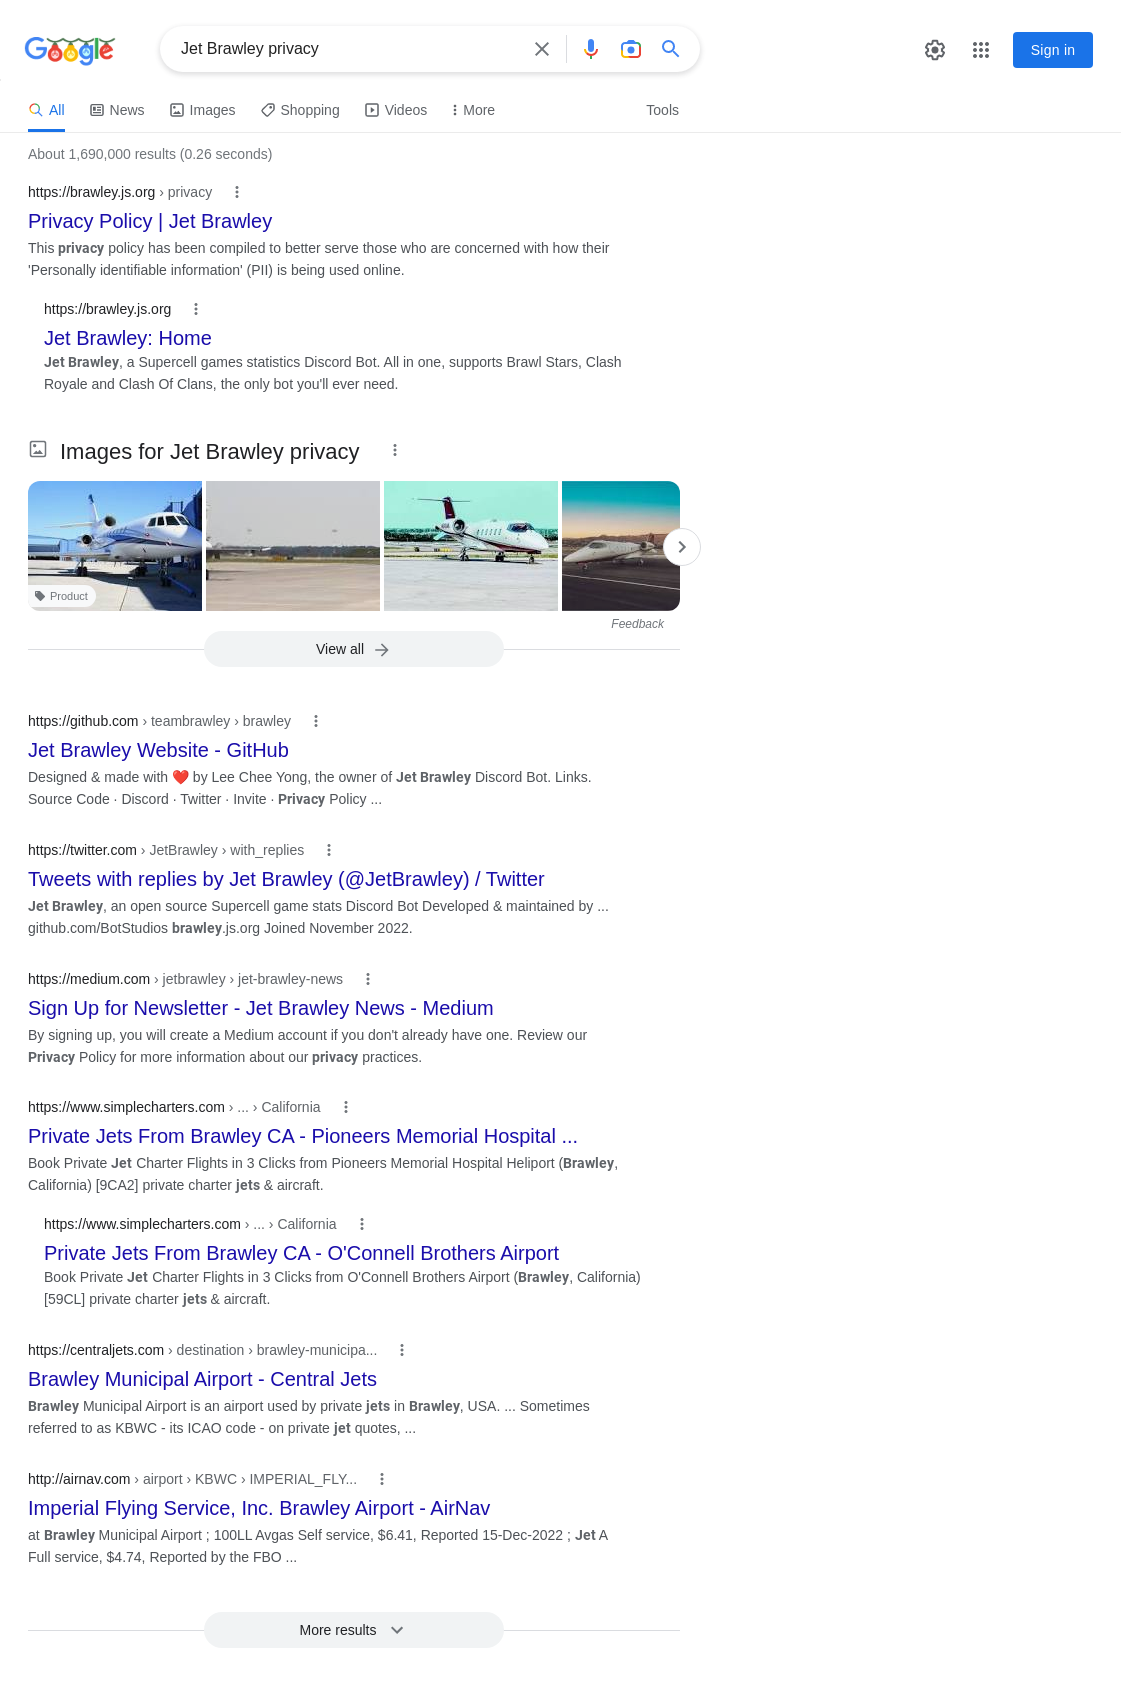 Google
Jet Brawley privacy
Sign in
All
News
Images
Shopping
Videos
More
Tools
About 1,690,000 results (0.26 seconds)
https://brawley.js.org › privacy
Privacy Policy | Jet Brawley
This privacy policy has been compiled to better serve those who are concerned with how their
'Personally identifiable information' (PII) is being used online.
https://brawley.js.org
Jet Brawley: Home
Jet Brawley, a Supercell games statistics Discord Bot. All in one, supports Brawl Stars, Clash
Royale and Clash Of Clans, the only bot you'll ever need.
Images for Jet Brawley privacy
Product
Feedback
View all
https://github.com › teambrawley › brawley
Jet Brawley Website - GitHub
Designed & made with ❤️ by Lee Chee Yong, the owner of Jet Brawley Discord Bot. Links.
Source Code · Discord · Twitter · Invite · Privacy Policy ...
https://twitter.com › JetBrawley › with_replies
Tweets with replies by Jet Brawley (@JetBrawley) / Twitter
Jet Brawley, an open source Supercell game stats Discord Bot Developed & maintained by ...
github.com/BotStudios brawley.js.org Joined November 2022.
https://medium.com › jetbrawley › jet-brawley-news
Sign Up for Newsletter - Jet Brawley News - Medium
By signing up, you will create a Medium account if you don't already have one. Review our
Privacy Policy for more information about our privacy practices.
https://www.simplecharters.com › ... › California
Private Jets From Brawley CA - Pioneers Memorial Hospital ...
Book Private Jet Charter Flights in 3 Clicks from Pioneers Memorial Hospital Heliport (Brawley,
California) [9CA2] private charter jets & aircraft.
https://www.simplecharters.com › ... › California
Private Jets From Brawley CA - O'Connell Brothers Airport
Book Private Jet Charter Flights in 3 Clicks from O'Connell Brothers Airport (Brawley, California)
[59CL] private charter jets & aircraft.
https://centraljets.com › destination › brawley-municipa...
Brawley Municipal Airport - Central Jets
Brawley Municipal Airport is an airport used by private jets in Brawley, USA. ... Sometimes
referred to as KBWC - its ICAO code - on private jet quotes, ...
http://airnav.com › airport › KBWC › IMPERIAL_FLY...
Imperial Flying Service, Inc. Brawley Airport - AirNav
at Brawley Municipal Airport ; 100LL Avgas Self service, $6.41, Reported 15-Dec-2022 ; Jet A
Full service, $4.74, Reported by the FBO ...
More results